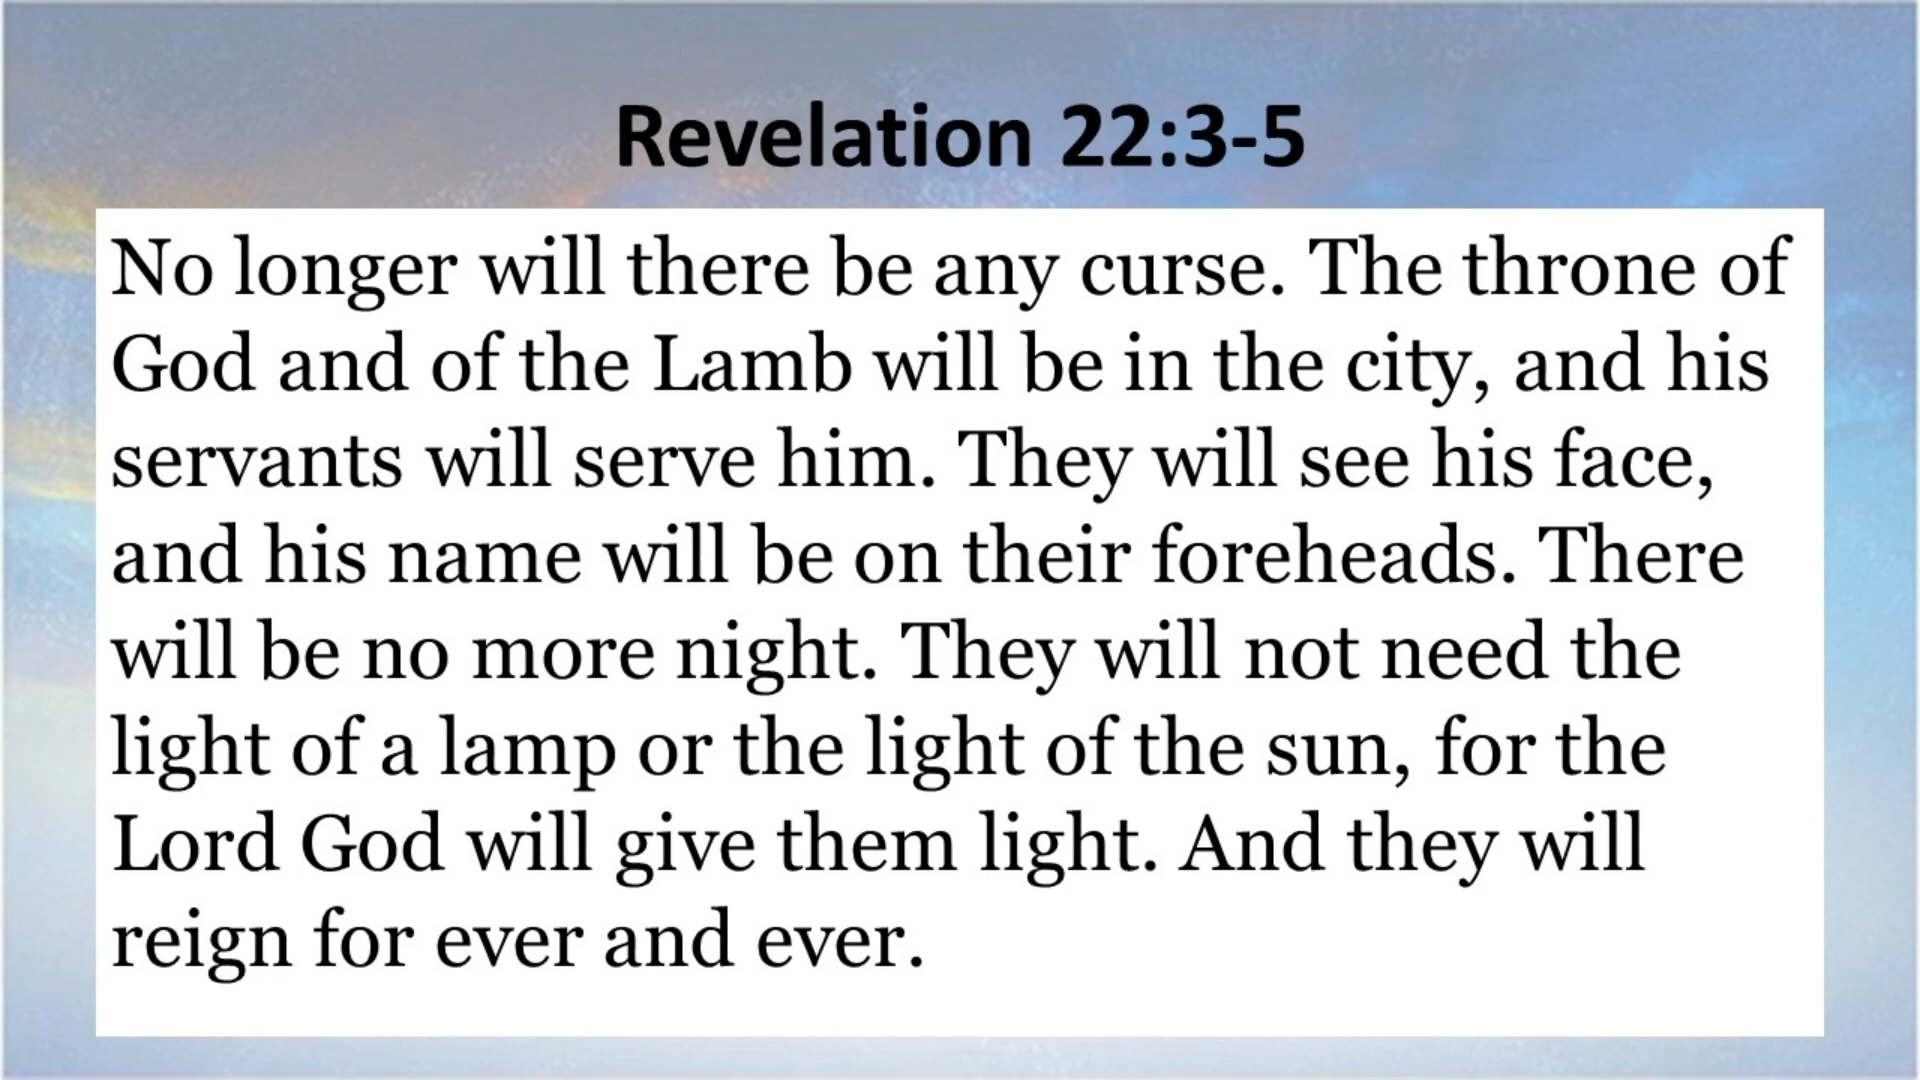 Revelation 22:3-5
No longer will there be any curse. The throne of
God and of the Lamb will be in the city, and his
servants will serve him. They will see his face,
and his name will be on their foreheads. There
will be no more night. They will not need the
light of a lamp or the light of the sun, for the
Lord God will give them light. And they will
reign for ever and ever.